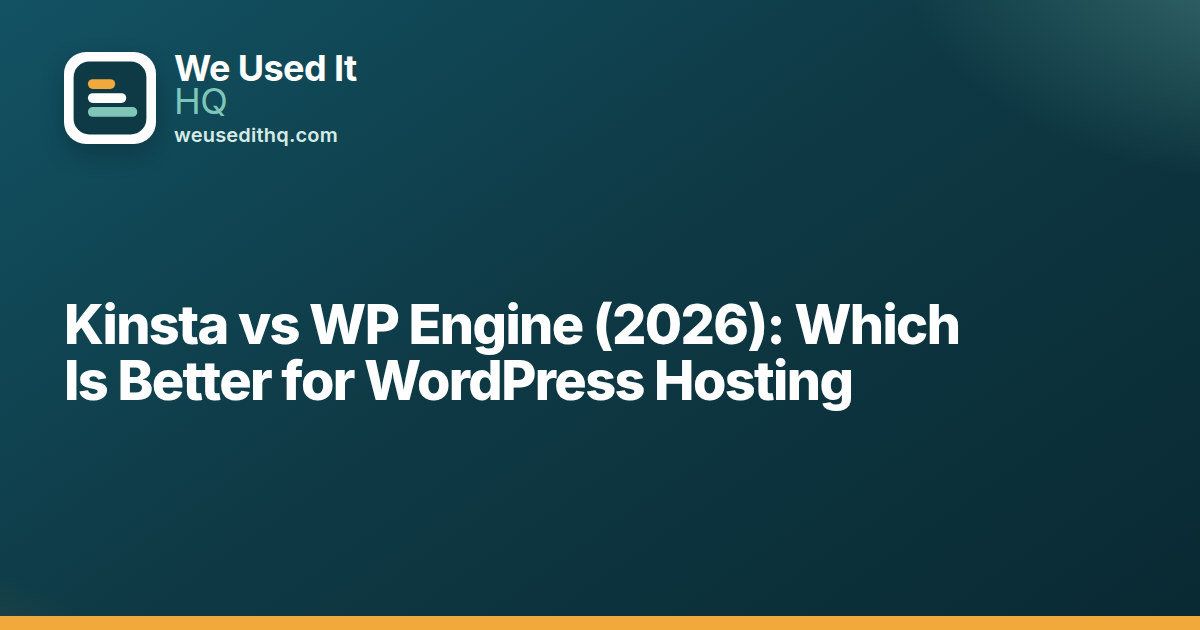 We Used It
HQ
weusedithq.com
Kinsta vs WP Engine (2026): Which
Is Better for WordPress Hosting